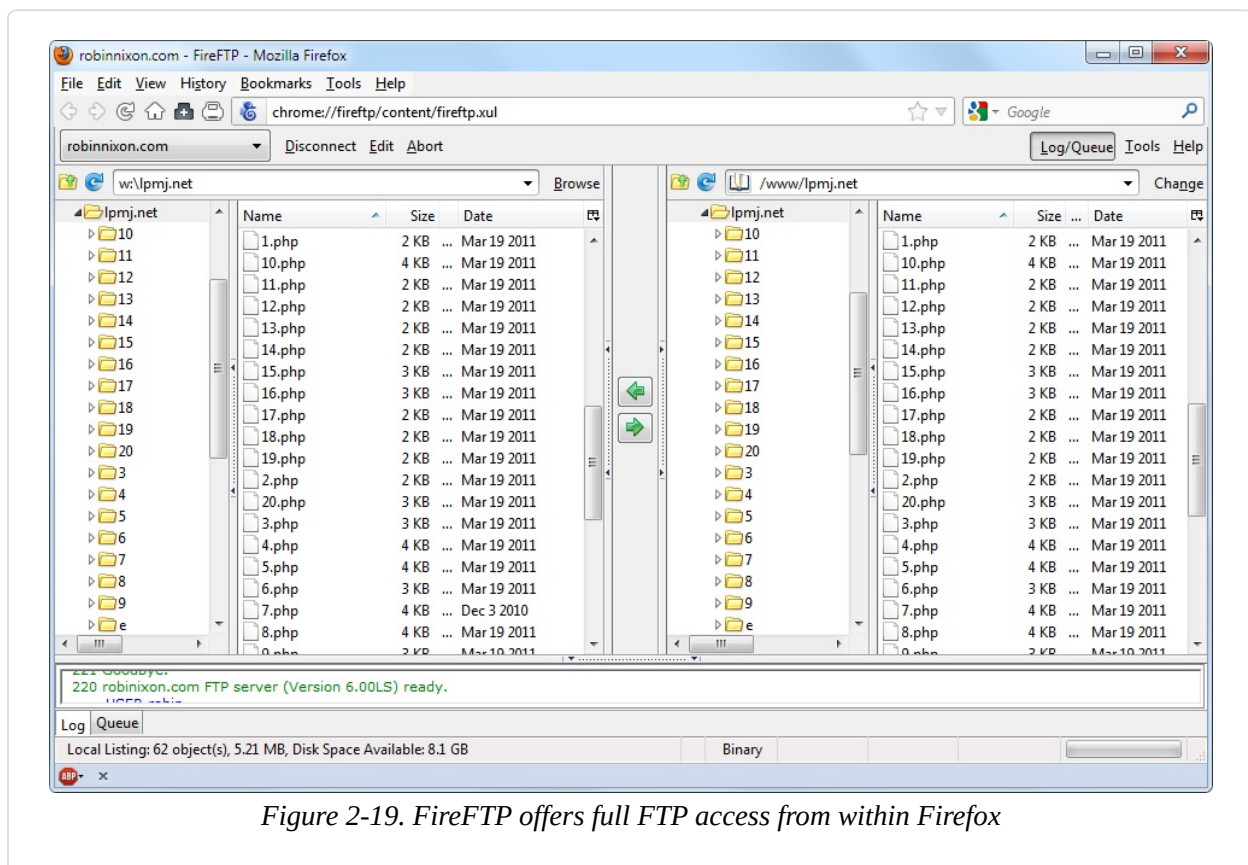 robinnixon.com - FireFTP - Mozilla Firefox
File Edit View History Bookmarks Tools Help
chrome://fireftp/content/fireftp.xul
Google
robinnixon.com
Disconnect Edit Abort
Log/Queue Tools Help
w:\lpmj.net
Browse
/www/lpmj.net
Change
lpmj.net
10
11
12
13
14
15
16
17
18
19
20
3
4
5
6
7
8
9
e
Name Size Date
1.php 2 KB ... Mar 19 2011
10.php 4 KB ... Mar 19 2011
11.php 2 KB ... Mar 19 2011
12.php 2 KB ... Mar 19 2011
13.php 2 KB ... Mar 19 2011
14.php 2 KB ... Mar 19 2011
15.php 3 KB ... Mar 19 2011
16.php 3 KB ... Mar 19 2011
17.php 2 KB ... Mar 19 2011
18.php 2 KB ... Mar 19 2011
19.php 2 KB ... Mar 19 2011
2.php 2 KB ... Mar 19 2011
20.php 3 KB ... Mar 19 2011
3.php 3 KB ... Mar 19 2011
4.php 4 KB ... Mar 19 2011
5.php 4 KB ... Mar 19 2011
6.php 3 KB ... Mar 19 2011
7.php 4 KB ... Dec 3 2010
8.php 4 KB ... Mar 19 2011
9.php 2 KB Mar 19 2011
lpmj.net
10
11
12
13
14
15
16
17
18
19
20
3
4
5
6
7
8
9
e
Name Size ... Date
1.php 2 KB ... Mar 19 2011
10.php 4 KB ... Mar 19 2011
11.php 2 KB ... Mar 19 2011
12.php 2 KB ... Mar 19 2011
13.php 2 KB ... Mar 19 2011
14.php 2 KB ... Mar 19 2011
15.php 3 KB ... Mar 19 2011
16.php 3 KB ... Mar 19 2011
17.php 2 KB ... Mar 19 2011
18.php 2 KB ... Mar 19 2011
19.php 2 KB ... Mar 19 2011
2.php 2 KB ... Mar 19 2011
20.php 3 KB ... Mar 19 2011
3.php 3 KB ... Mar 19 2011
4.php 4 KB ... Mar 19 2011
5.php 4 KB ... Mar 19 2011
6.php 3 KB ... Mar 19 2011
7.php 4 KB ... Mar 19 2011
8.php 4 KB ... Mar 19 2011
9.php 2 KB Mar 19 2011
221 Goodbye.
220 robinixon.com FTP server (Version 6.00LS) ready.
USER robin
Log Queue
Local Listing: 62 object(s), 5.21 MB, Disk Space Available: 8.1 GB
Binary
ABP
Figure 2-19. FireFTP offers full FTP access from within Firefox